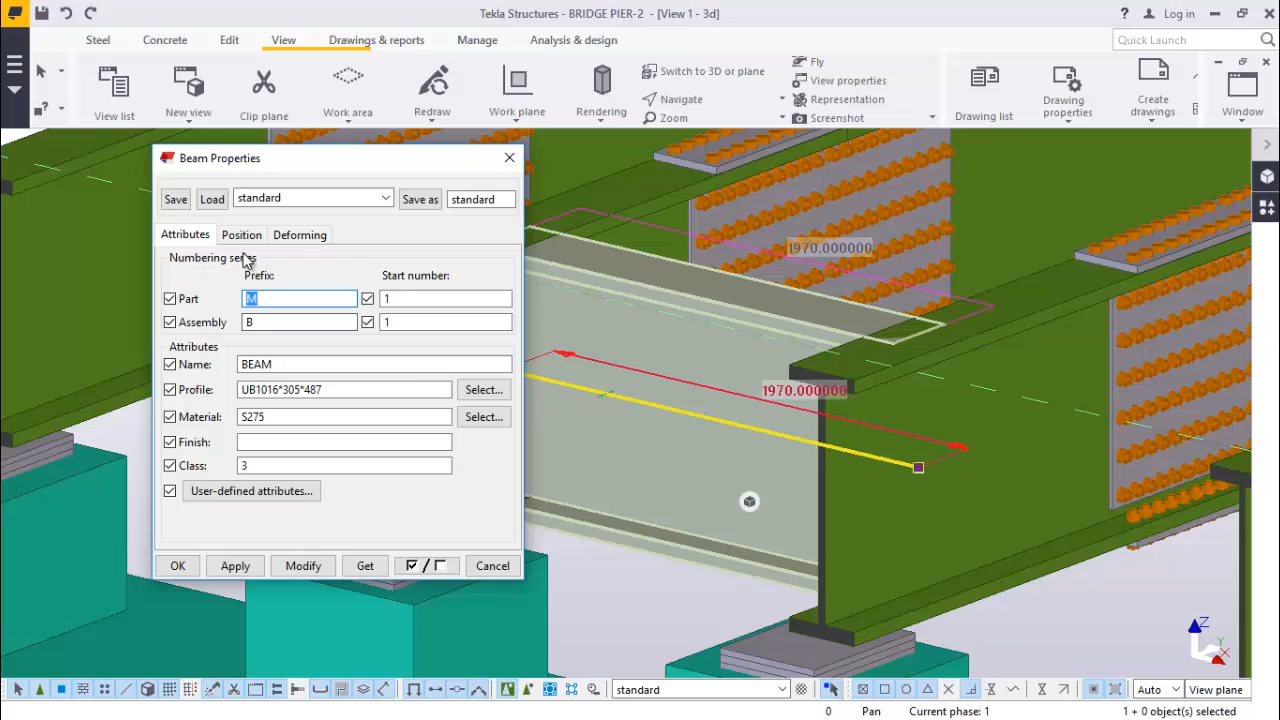 Tekla Structures - BRIDGE PIER-2 - [View 1 - 3d]
? Log in
Steel Concrete Edit View Drawings & reports Manage Analysis & design Quick Launch
Fly
Switch to 3D or plane View properties
Navigate Representation
Zoom Screenshot
View list New view Clip plane Work area Redraw Work plane Rendering Drawing list Drawing properties Create drawings Window
Beam Properties
Save Load standard Save as standard
Attributes Position Deforming
Numbering series
Prefix: Start number:
Part M 1
Assembly B 1
Attributes
Name: BEAM
Profile: UB1016*305*487 Select...
Material: S275 Select...
Finish:
Class: 3
User-defined attributes...
OK Apply Modify Get / Cancel
1970.000000
1970.000000
Z
Y
standard Auto View plane
0 Pan Current phase: 1 1 + 0 object(s) selected